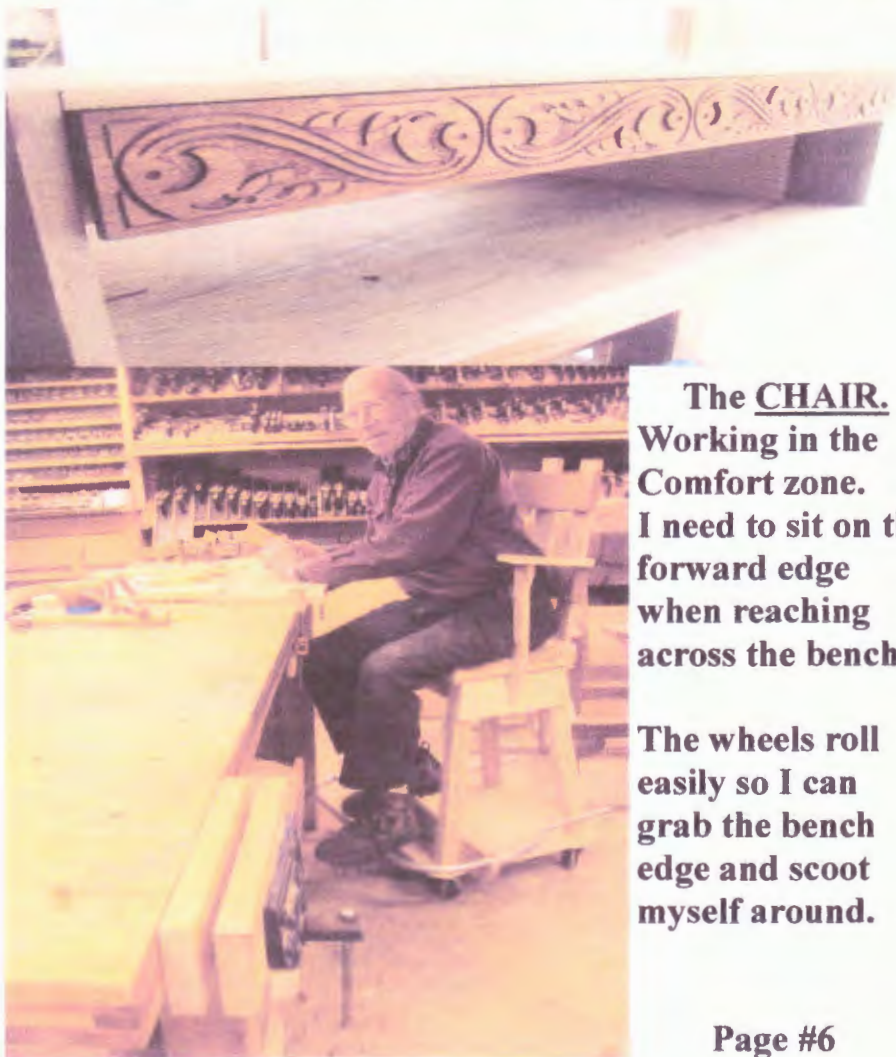 The CHAIR.
Working in the
Comfort zone.
I need to sit on t
forward edge
when reaching
across the bench
The wheels roll
easily so I can
grab the bench
edge and scoot
myself around.
Page #6